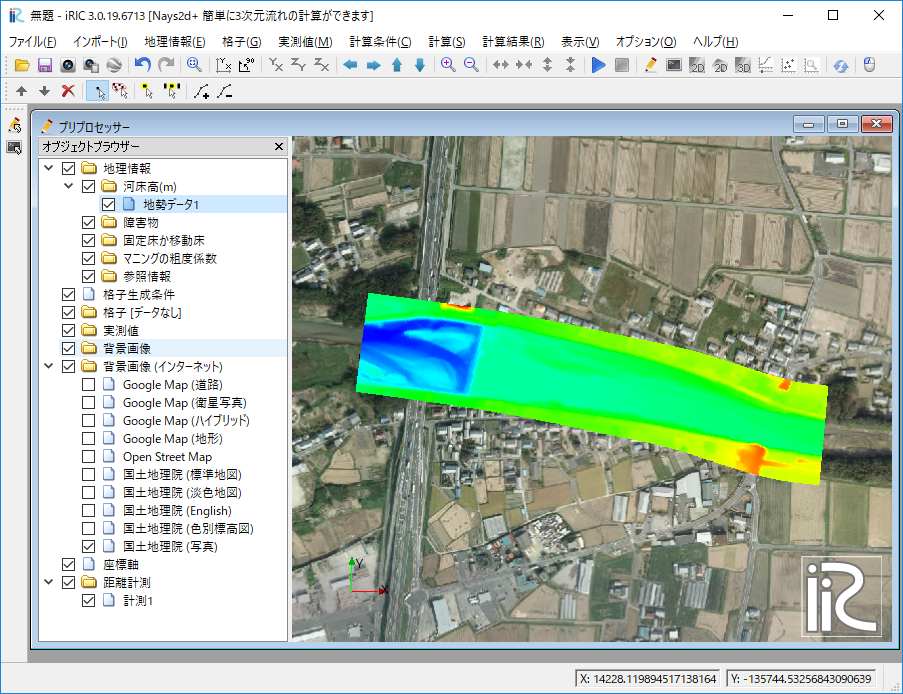 無題 - iRIC 3.0.19.6713 [Nays2d+ 簡単に3次元流れの計算ができます]
ファイル(F) インポート(I) 地理情報(E) 格子(G) 実測値(M) 計算条件(C) 計算(S) 計算結果(R) 表示(V) オプション(O) ヘルプ(H)
プリプロセッサー
オブジェクトブラウザー
地理情報
河床高(m)
地勢データ1
障害物
固定床か移動床
マニングの粗度係数
参照情報
格子生成条件
格子 [データなし]
実測値
背景画像
背景画像 (インターネット)
Google Map (道路)
Google Map (衛星写真)
Google Map (ハイブリッド)
Google Map (地形)
Open Street Map
国土地理院 (標準地図)
国土地理院 (淡色地図)
国土地理院 (English)
国土地理院 (色別標高図)
国土地理院 (写真)
座標軸
距離計測
計測1
Y
X
iRIC
X: 14228.119894517138164
Y: -135744.53256843090639